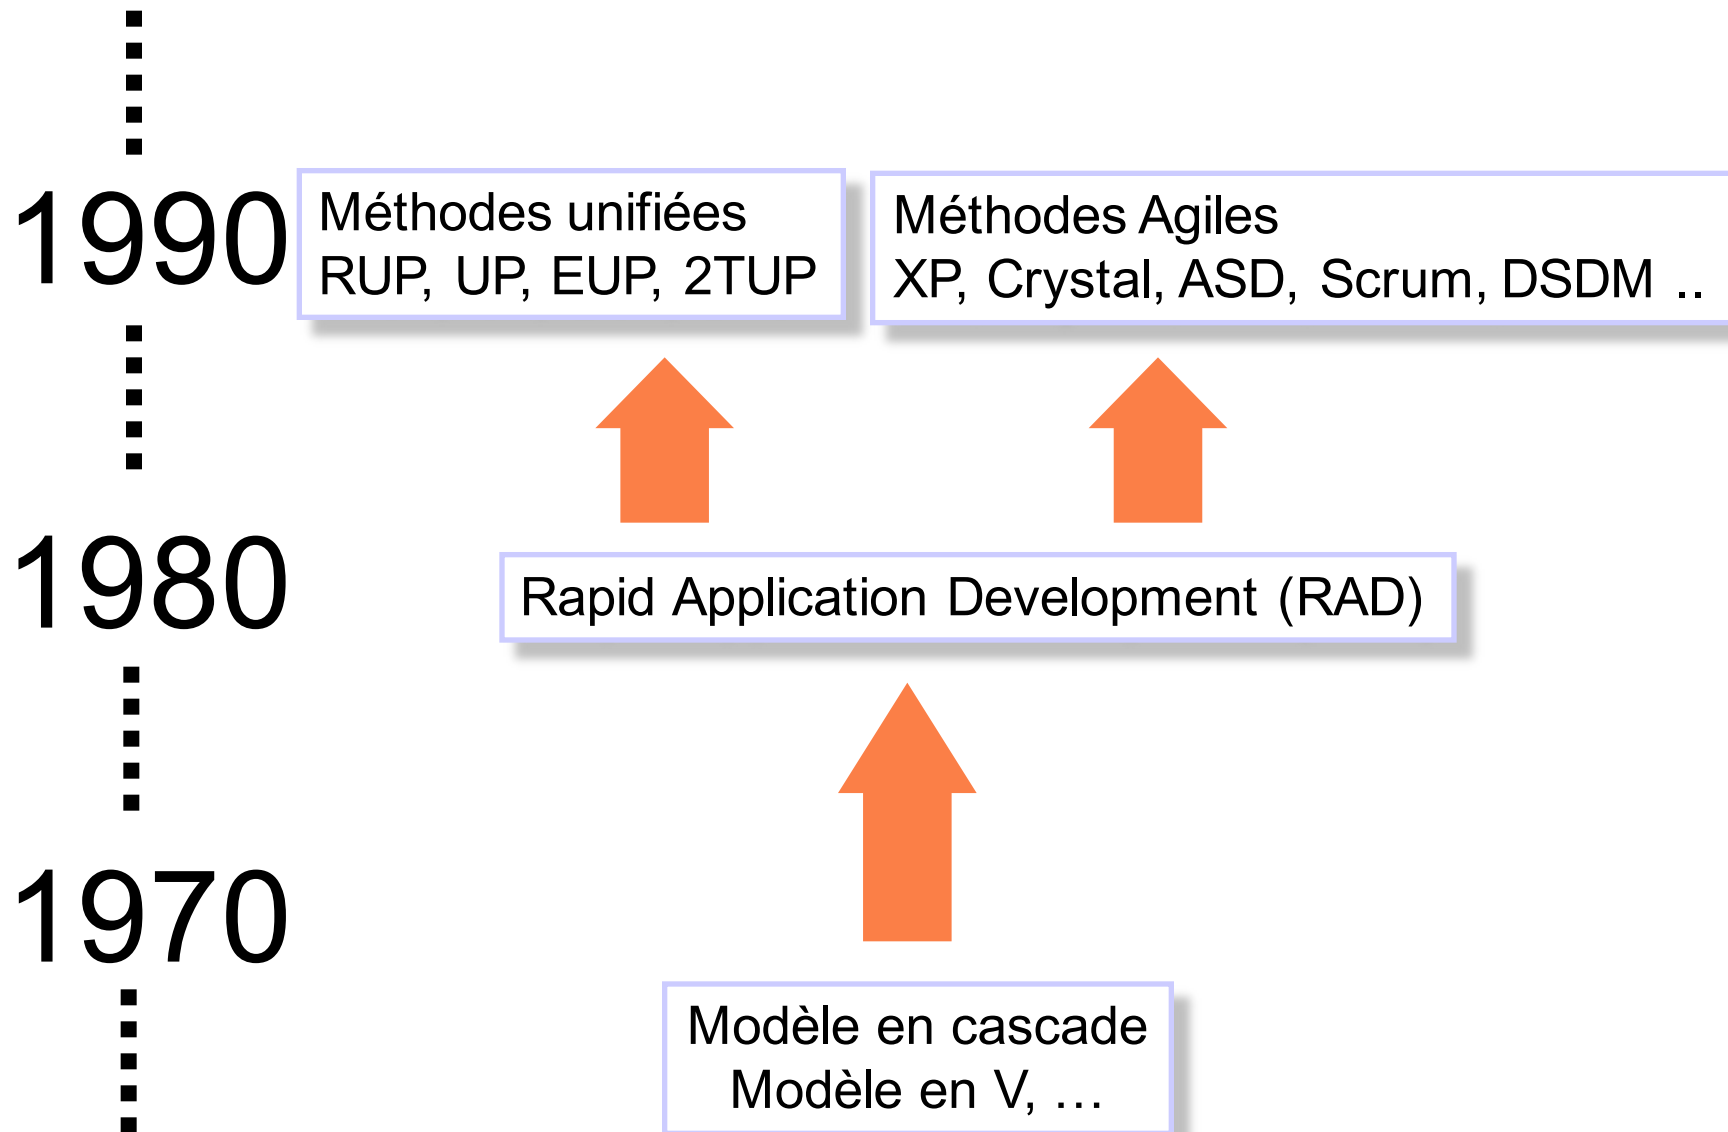 1990
Méthodes unifiées
RUP, UP, EUP, 2TUP
Méthodes Agiles
XP, Crystal, ASD, Scrum, DSDM ..
1980
Rapid Application Development (RAD)
1970
Modèle en cascade
Modèle en V, …